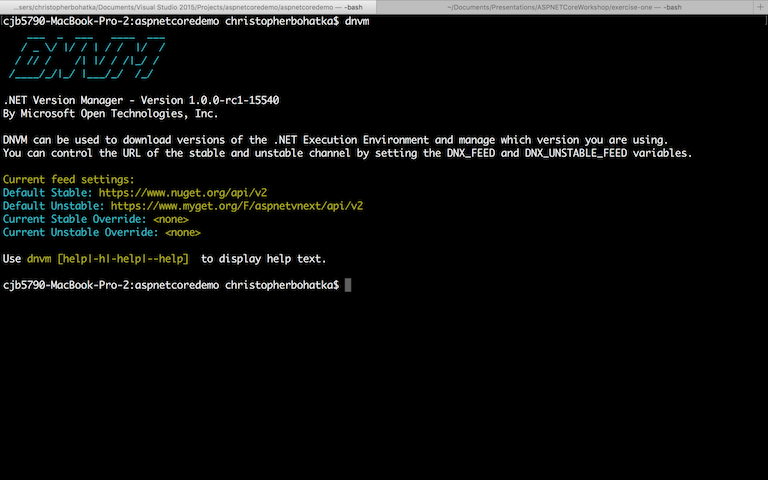 ...sers/christopherbohatka/Documents/Visual Studio 2015/Projects/aspnetcoredemo/aspnetcoredemo — -bash
~/Documents/Presentations/ASPNETCoreWorkshop/exercise-one — -bash
+
cjb5790-MacBook-Pro-2:aspnetcoredemo christopherbohatka$ dnvm
.NET Version Manager - Version 1.0.0-rc1-15540
By Microsoft Open Technologies, Inc.
DNVM can be used to download versions of the .NET Execution Environment and manage which version you are using.
You can control the URL of the stable and unstable channel by setting the DNX_FEED and DNX_UNSTABLE_FEED variables.
Current feed settings:
Default Stable: https://www.nuget.org/api/v2
Default Unstable: https://www.myget.org/F/aspnetvnext/api/v2
Current Stable Override: <none>
Current Unstable Override: <none>
Use dnvm [help|-h|-help|--help]  to display help text.
cjb5790-MacBook-Pro-2:aspnetcoredemo christopherbohatka$